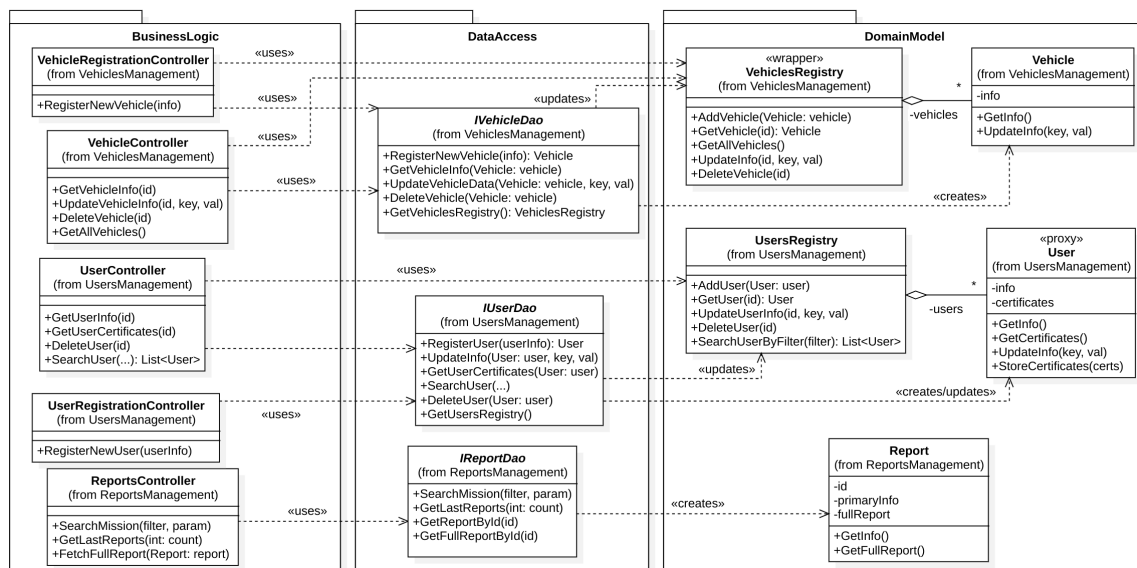 BusinessLogic
VehicleRegistrationController
(from VehiclesManagement)
+RegisterNewVehicle(info)
VehicleController
(from VehiclesManagement)
+GetVehicleInfo(id)
+UpdateVehicleInfo(id, key, val)
+DeleteVehicle(id)
+GetAllVehicles()
UserController
(from UsersManagement)
+GetUserInfo(id)
+GetUserCertificates(id)
+DeleteUser(id)
+SearchUser(...): List<User>
UserRegistrationController
(from UsersManagement)
+RegisterNewUser(userInfo)
ReportsController
(from ReportsManagement)
+SearchMission(filter, param)
+GetLastReports(int: count)
+FetchFullReport(Report: report)
«uses»
«uses»
«uses»
«uses»
«uses»
«uses»
«uses»
DataAccess
«updates»
IVehicleDao
(from VehiclesManagement)
+RegisterNewVehicle(info): Vehicle
+GetVehicleInfo(Vehicle: vehicle)
+UpdateVehicleData(Vehicle: vehicle, key, val)
+DeleteVehicle(Vehicle: vehicle)
+GetVehiclesRegistry(): VehiclesRegistry
IUserDao
(from UsersManagement)
+RegisterUser(userInfo): User
+UpdateInfo(User: user, key, val)
+GetUserCertificates(User: user)
+SearchUser(...)
+DeleteUser(User: user)
+GetUsersRegistry()
IReportDao
(from ReportsManagement)
+SearchMission(filter, param)
+GetLastReports(int: count)
+GetReportById(id)
+GetFullReportById(id)
DomainModel
«wrapper»
VehiclesRegistry
(from VehiclesManagement)
+AddVehicle(Vehicle: vehicle)
+GetVehicle(id): Vehicle
+GetAllVehicles()
+UpdateInfo(id, key, val)
+DeleteVehicle(id)
*
-vehicles
Vehicle
(from VehiclesManagement)
-info
+GetInfo()
+UpdateInfo(key, val)
«creates»
UsersRegistry
(from UsersManagement)
+AddUser(User: user)
+GetUser(id): User
+UpdateUserInfo(id, key, val)
+DeleteUser(id)
+SearchUserByFilter(filter): List<User>
*
-users
«proxy»
User
(from UsersManagement)
-info
-certificates
+GetInfo()
+GetCertificates()
+UpdateInfo(key, val)
+StoreCertificates(certs)
«updates»
«creates/updates»
«creates»
Report
(from ReportsManagement)
-id
-primaryInfo
-fullReport
+GetInfo()
+GetFullReport()